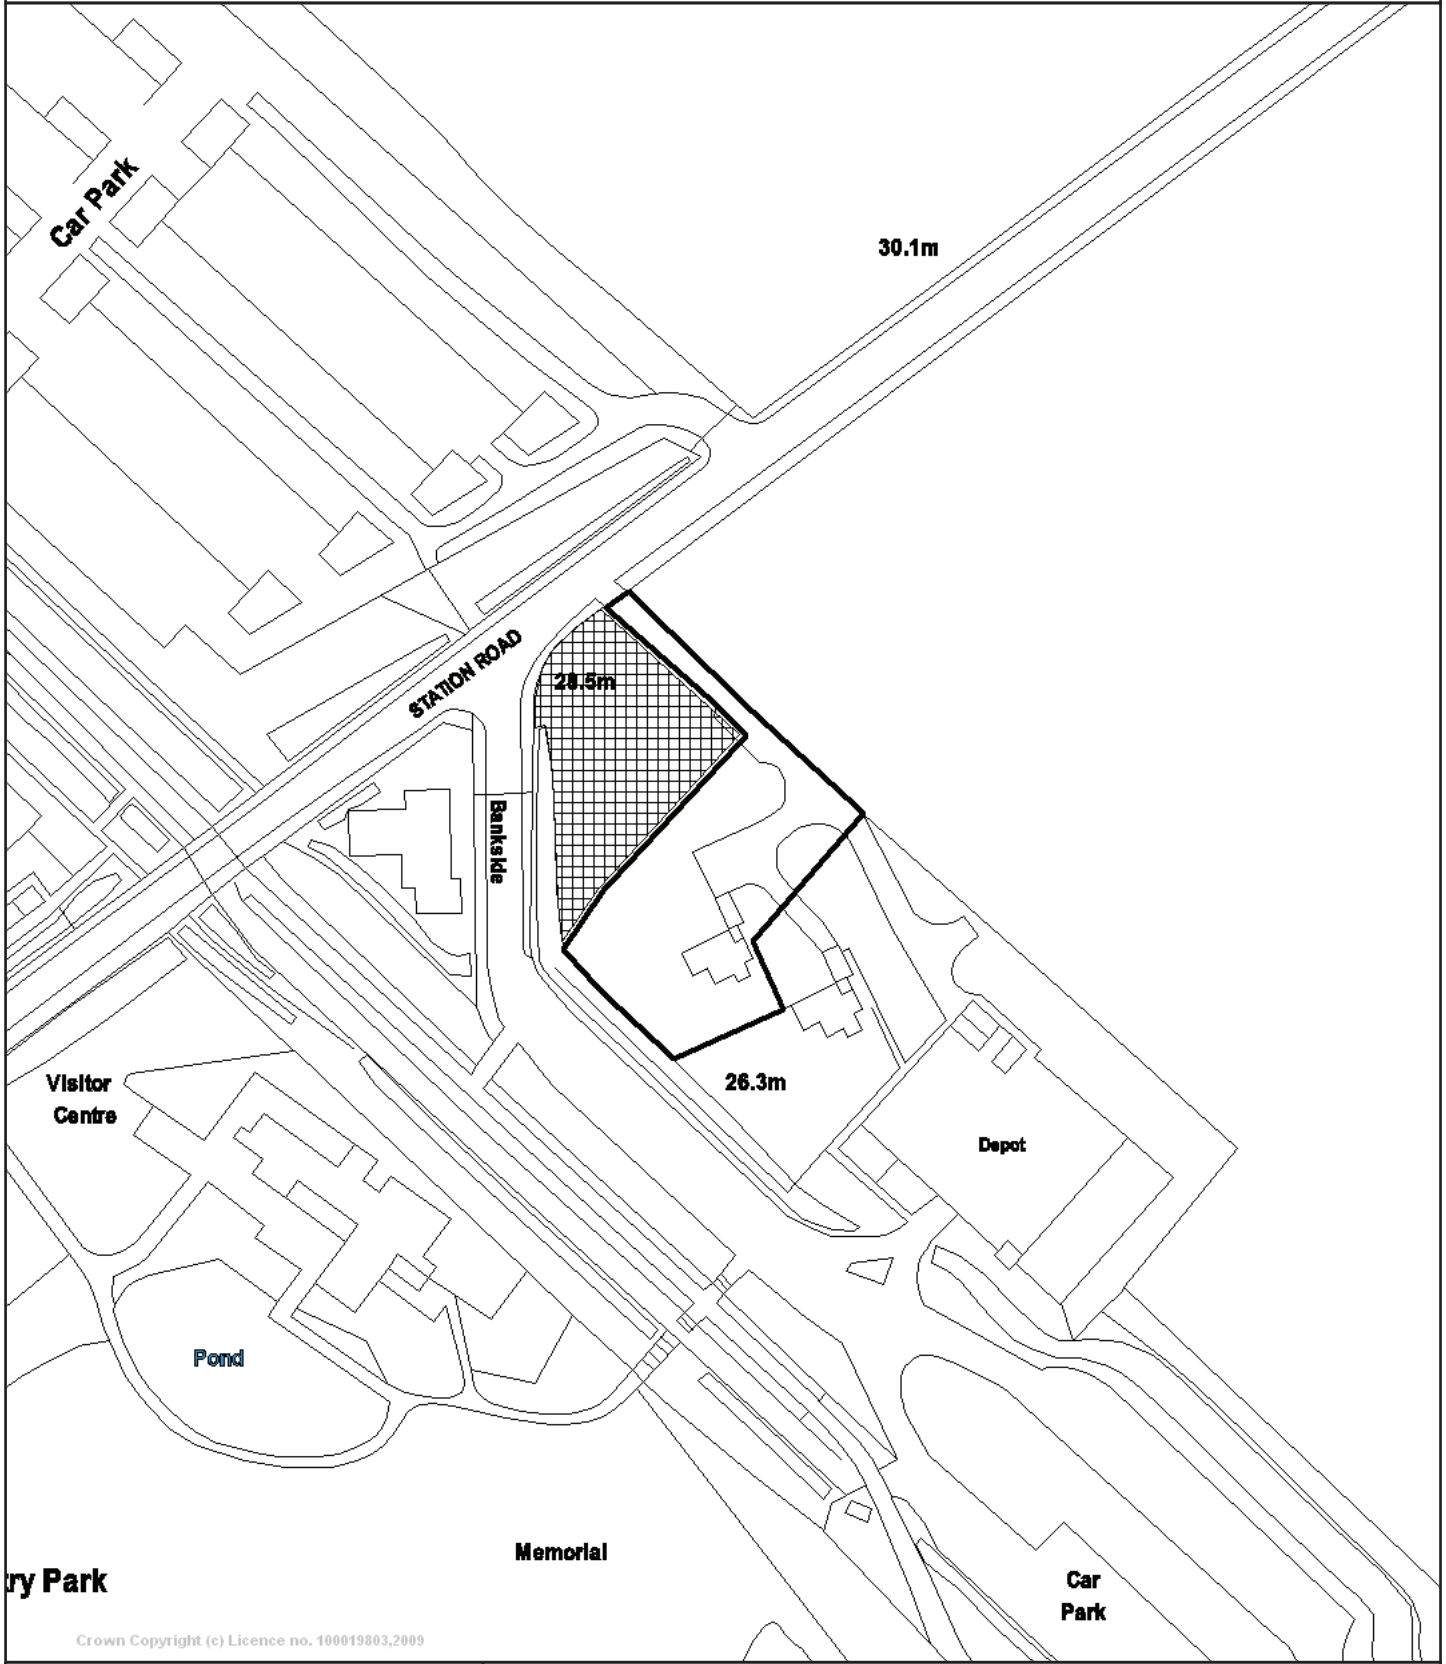 Car Park
30.1m
STATION ROAD
28.5m
Bankside
Visitor
Centre
26.3m
Depot
Pond
Memorial
ry Park
Car
Park
Crown Copyright (c) Licence no. 100019803,2009